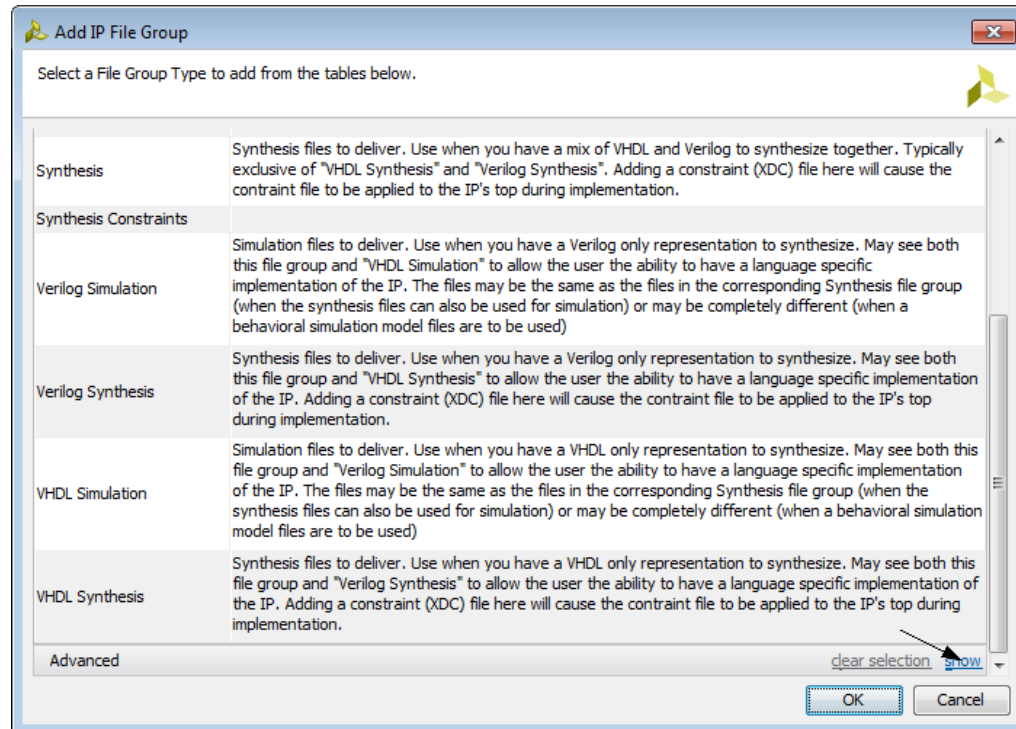 Add IP File Group
Select a File Group Type to add from the tables below.
Synthesis
Synthesis files to deliver. Use when you have a mix of VHDL and Verilog to synthesize together. Typically
exclusive of "VHDL Synthesis" and "Verilog Synthesis". Adding a constraint (XDC) file here will cause the
contraint file to be applied to the IP's top during implementation.
Synthesis Constraints
Verilog Simulation
Simulation files to deliver. Use when you have a Verilog only representation to synthesize. May see both
this file group and "VHDL Simulation" to allow the user the ability to have a language specific
implementation of the IP. The files may be the same as the files in the corresponding Synthesis file group
(when the synthesis files can also be used for simulation) or may be completely different (when a
behavioral simulation model files are to be used)
Verilog Synthesis
Synthesis files to deliver. Use when you have a Verilog only representation to synthesize. May see both
this file group and "VHDL Synthesis" to allow the user the ability to have a language specific implementation
of the IP. Adding a constraint (XDC) file here will cause the contraint file to be applied to the IP's top
during implementation.
VHDL Simulation
Simulation files to deliver. Use when you have a VHDL only representation to synthesize. May see both this
file group and "Verilog Simulation" to allow the user the ability to have a language specific implementation
of the IP. The files may be the same as the files in the corresponding Synthesis file group (when the
synthesis files can also be used for simulation) or may be completely different (when a behavioral simulation
model files are to be used)
VHDL Synthesis
Synthesis files to deliver. Use when you have a VHDL only representation to synthesize. May see both this
file group and "Verilog Synthesis" to allow the user the ability to have a language specific implementation of
the IP. Adding a constraint (XDC) file here will cause the contraint file to be applied to the IP's top during
implementation.
Advanced
clear selection show
OK Cancel